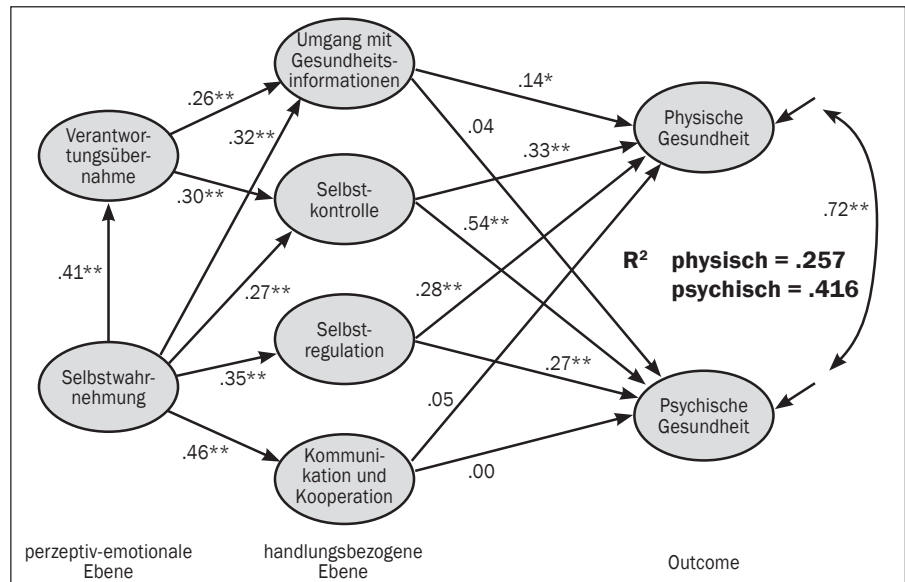 Umgang mit
Gesundheits-
informationen
.26**
.14*
.04
Verantwor-
tungsüber-
nahme
.32**
Physische
Gesundheit
.33**
.30**
Selbst-
kontrolle
.54**
.72**
.41**
R² physisch = .257
psychisch = .416
.27**
.28**
Selbst-
regulation
.27**
.35**
Selbstwahr-
nehmung
.05
Psychische
Gesundheit
.46**
Kommuni-
kation und
Kooperation
.00
perzeptiv-emotionale
Ebene
handlungsbezogene
Ebene
Outcome